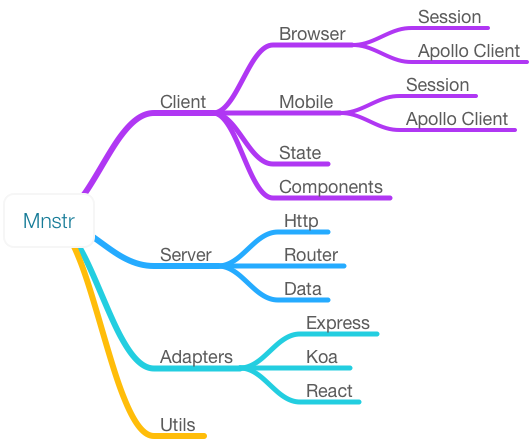 Mnstr
Client
Browser
Session
Apollo Client
Mobile
Session
Apollo Client
State
Components
Server
Http
Router
Data
Adapters
Express
Koa
React
Utils